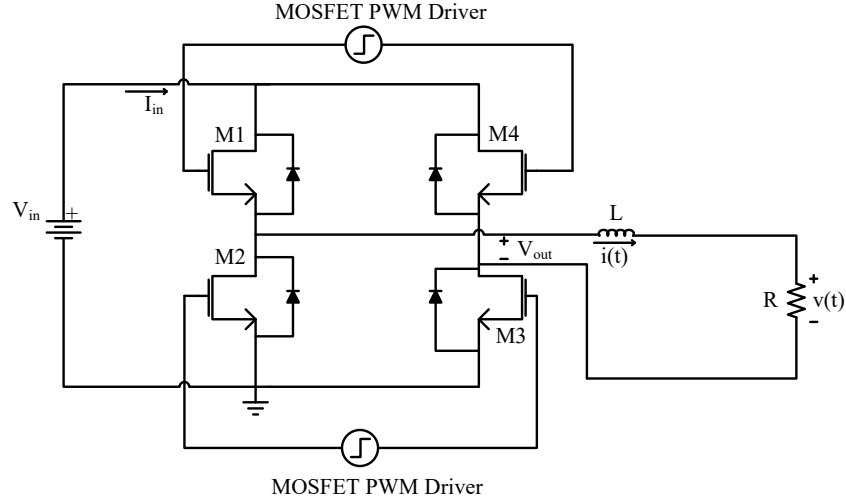 MOSFET PWM Driver
I_in
M1
M4
V_in
+
L
+
V_out
-
i(t)
M2
+
R
v(t)
-
M3
MOSFET PWM Driver